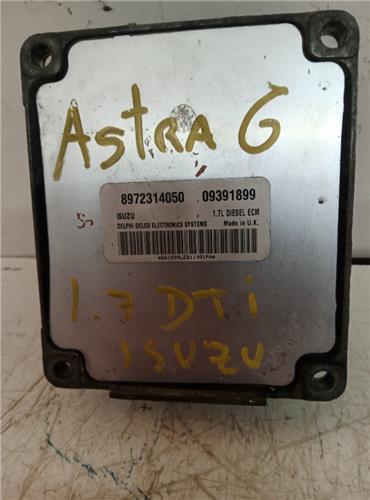 ASTRA G
8972314050 09391899
ISUZU 1.7L DIESEL ECM
DELPHI DELCO ELECTRONICS SYSTEMS Made in U.K.
1.7 DTi
ISUZU